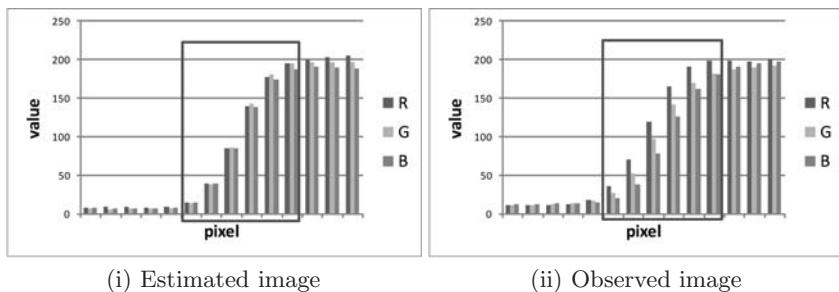 250
200
150
100
50
0
value
pixel
R
G
B
(i) Estimated image
250
200
150
100
50
0
value
pixel
R
G
B
(ii) Observed image